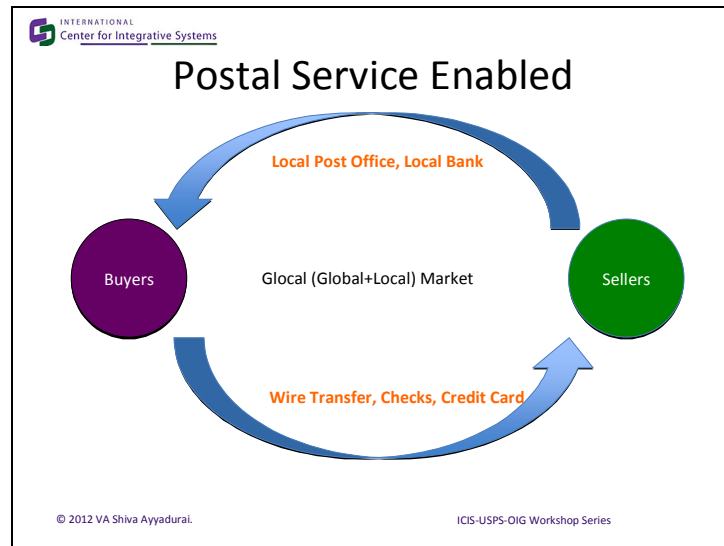 INTERNATIONAL
Center for Integrative Systems
Postal Service Enabled
Local Post Office, Local Bank
Buyers
Glocal (Global+Local) Market
Sellers
Wire Transfer, Checks, Credit Card
© 2012 VA Shiva Ayyadurai.
ICIS-USPS-OIG Workshop Series